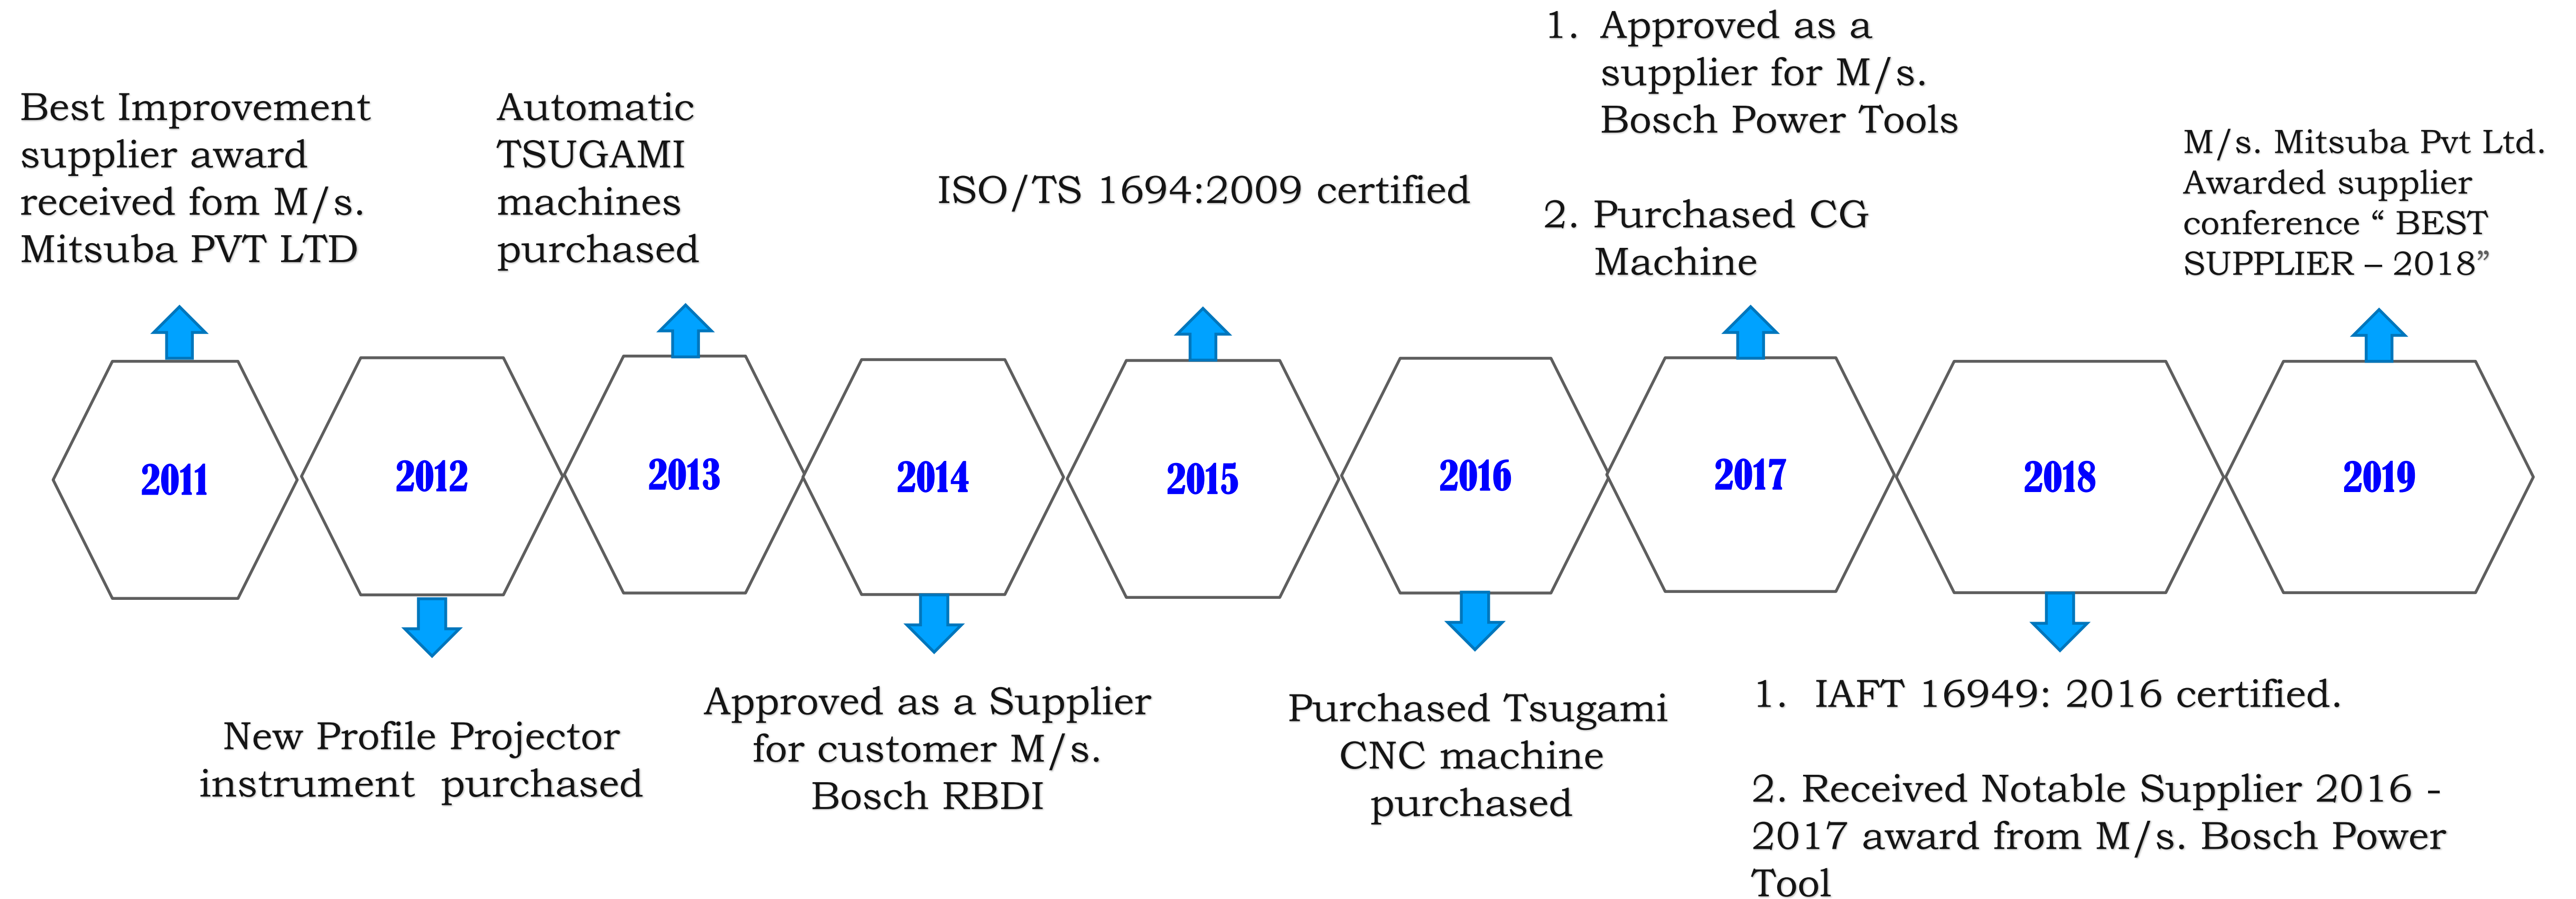 Best Improvement
supplier award
received fom M/s.
Mitsuba PVT LTD
Automatic
TSUGAMI
machines
purchased
ISO/TS 1694:2009 certified
1. Approved as a
supplier for M/s.
Bosch Power Tools
2. Purchased CG
Machine
M/s. Mitsuba Pvt Ltd.
Awarded supplier
conference “ BEST
SUPPLIER – 2018”
2011
2012
2013
2014
2015
2016
2017
2018
2019
New Profile Projector
instrument purchased
Approved as a Supplier
for customer M/s.
Bosch RBDI
Purchased Tsugami
CNC machine
purchased
1. IAFT 16949: 2016 certified.
2. Received Notable Supplier 2016 -
2017 award from M/s. Bosch Power
Tool